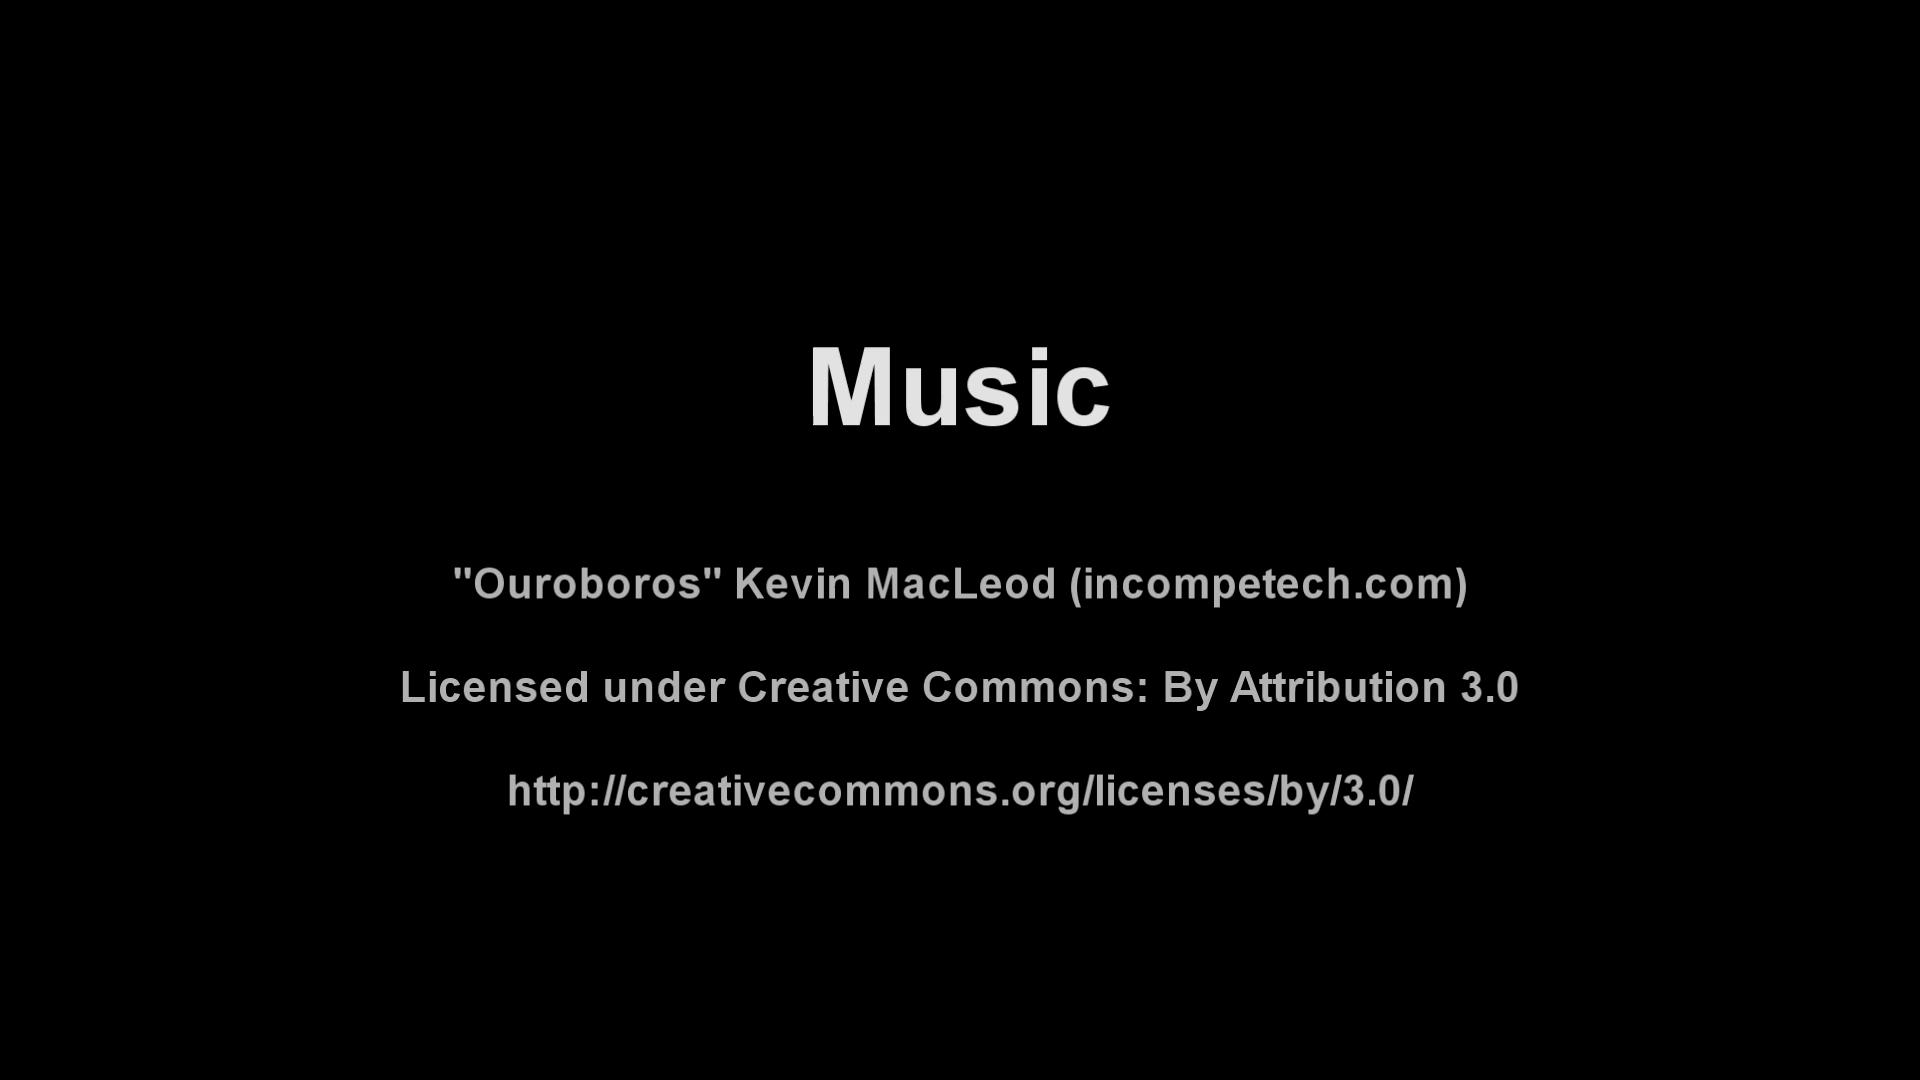 Music
"Ouroboros" Kevin MacLeod (incompetech.com)
Licensed under Creative Commons: By Attribution 3.0
http://creativecommons.org/licenses/by/3.0/